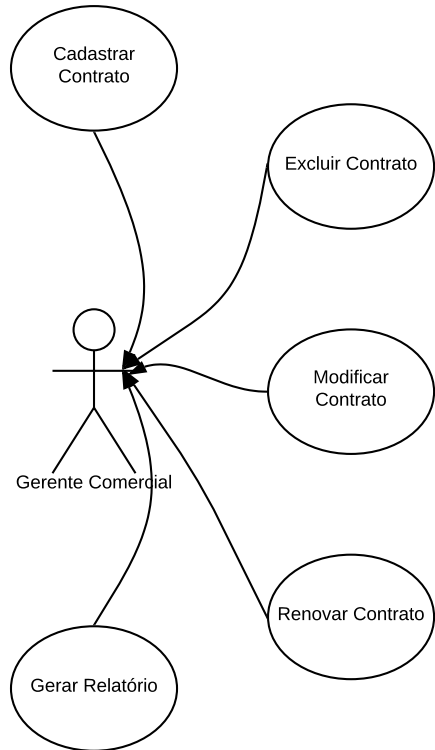 Cadastrar
Contrato
Excluir Contrato
Modificar
Contrato
Gerente Comercial
Renovar Contrato
Gerar Relatório